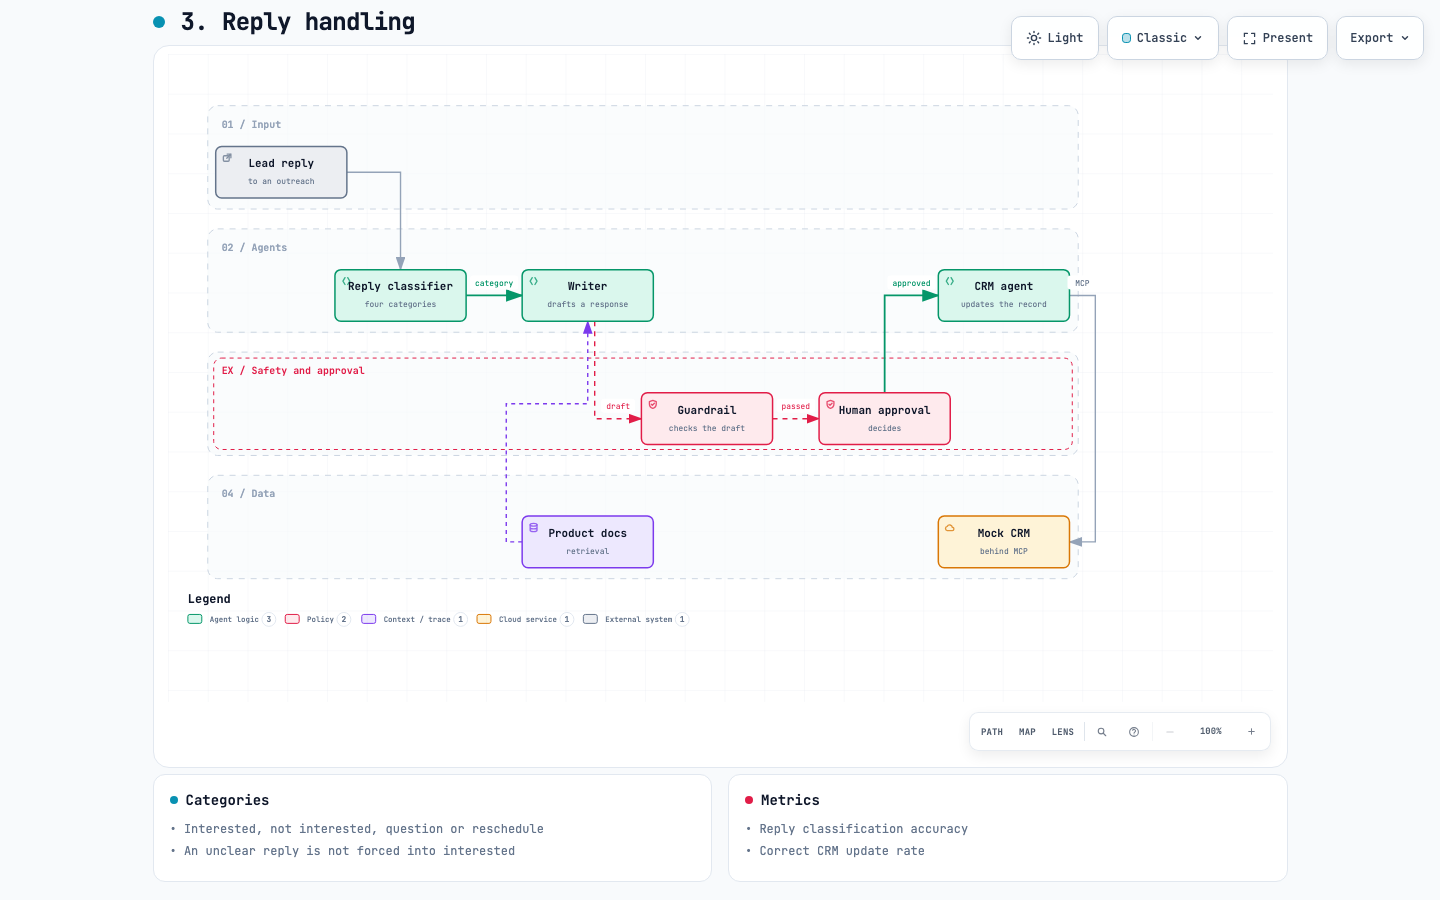 3. Reply handling
Light
Classic
Present
Export
01 / Input
Lead reply
to an outreach
02 / Agents
Reply classifier
four categories
category
Writer
drafts a response
approved
CRM agent
updates the record
MCP
EX / Safety and approval
draft
Guardrail
checks the draft
passed
Human approval
decides
04 / Data
Product docs
retrieval
Mock CRM
behind MCP
Legend
Agent logic 3
Policy 2
Context / trace 1
Cloud service 1
External system 1
PATH
MAP
LENS
100%
Categories
• Interested, not interested, question or reschedule
• An unclear reply is not forced into interested
Metrics
• Reply classification accuracy
• Correct CRM update rate